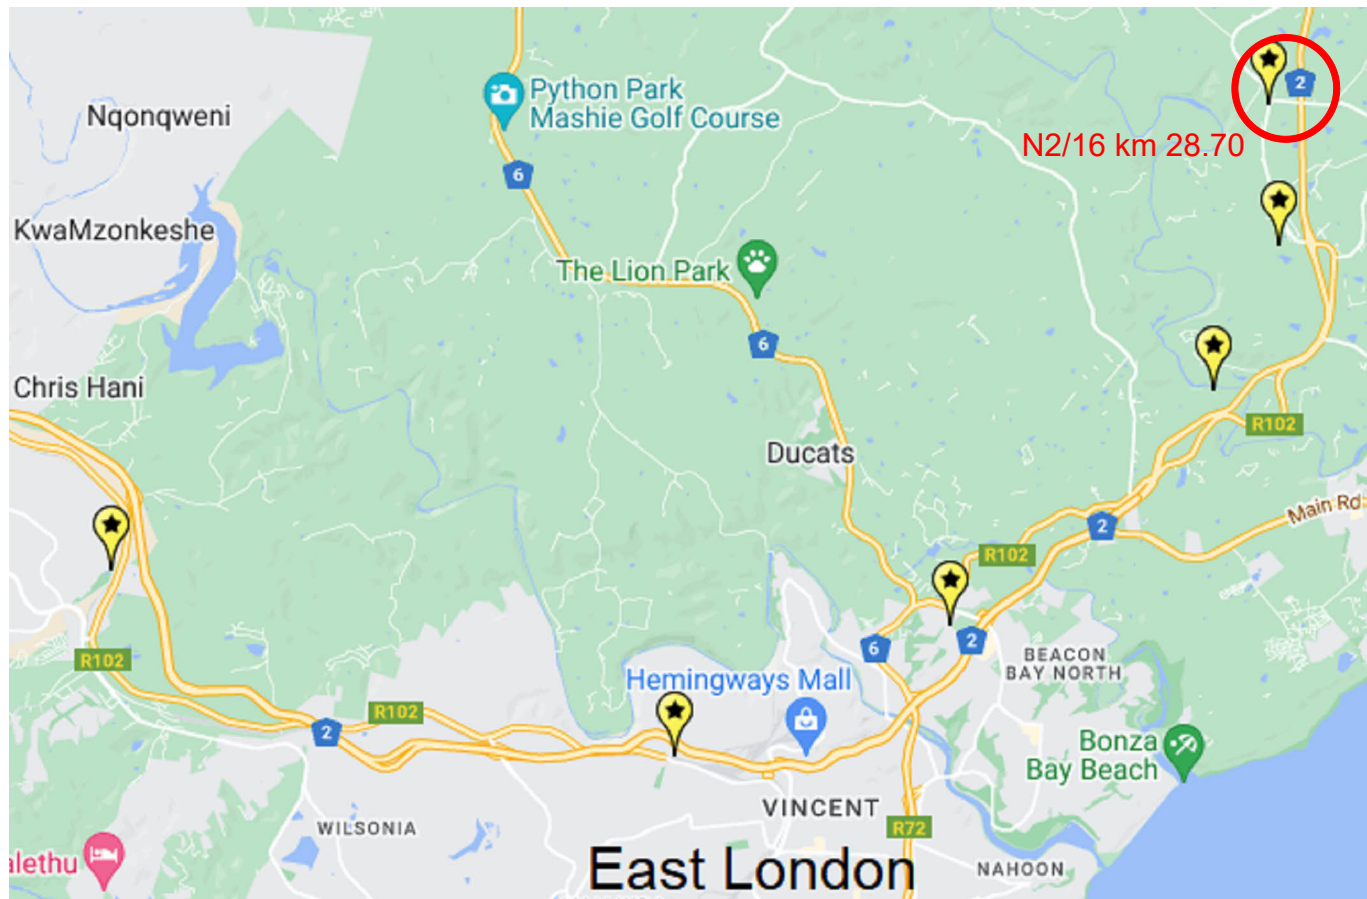 2
Python Park
Mashie Golf Course
Nqonqweni
N2/16 km 28.70
6
KwaMzonkeshe
The Lion Park
6
Chris Hani
R102
Ducats
Main Rd
2
R102
R102
6
2
BEACON
BAY NORTH
Hemingways Mall
R102
2
Bonza
Bay Beach
VINCENT
WILSONIA
R72
alethu
East London
NAHOON